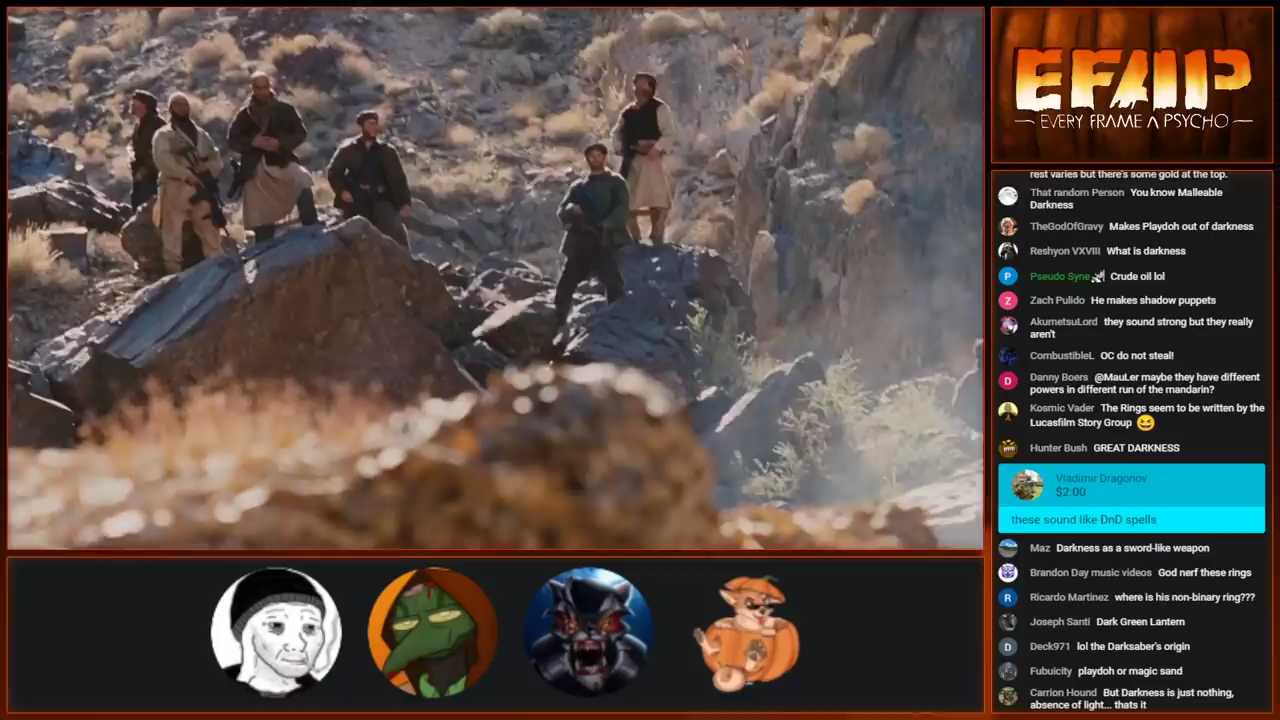 EFAP
EVERY FRAME A PSYCHO
rest varies but there's some gold at the top.
That random Person You know Malleable
Darkness
TheGodOfGravy Makes Playdoh out of darkness
Reshyon VXVIII What is darkness
P Pseudo Syne Crude oil lol
Z Zach Pulido He makes shadow puppets
AkumetsuLord they sound strong but they really
aren't
CombustibleL OC do not steal!
D Danny Boers @MauLer maybe they have different
powers in different run of the mandarin?
Kosmic Vader The Rings seem to be written by the
Lucasfilm Story Group 😆
Hunter Bush GREAT DARKNESS
Vladimir Dragonov
$2.00
these sound like DnD spells
Maz Darkness as a sword-like weapon
Brandon Day music videos God nerf these rings
R Ricardo Martinez where is his non-binary ring???
Joseph Santi Dark Green Lantern
D Deck971 lol the Darksaber's origin
Fubuicity playdoh or magic sand
Carrion Hound But Darkness is just nothing,
absence of light... thats it